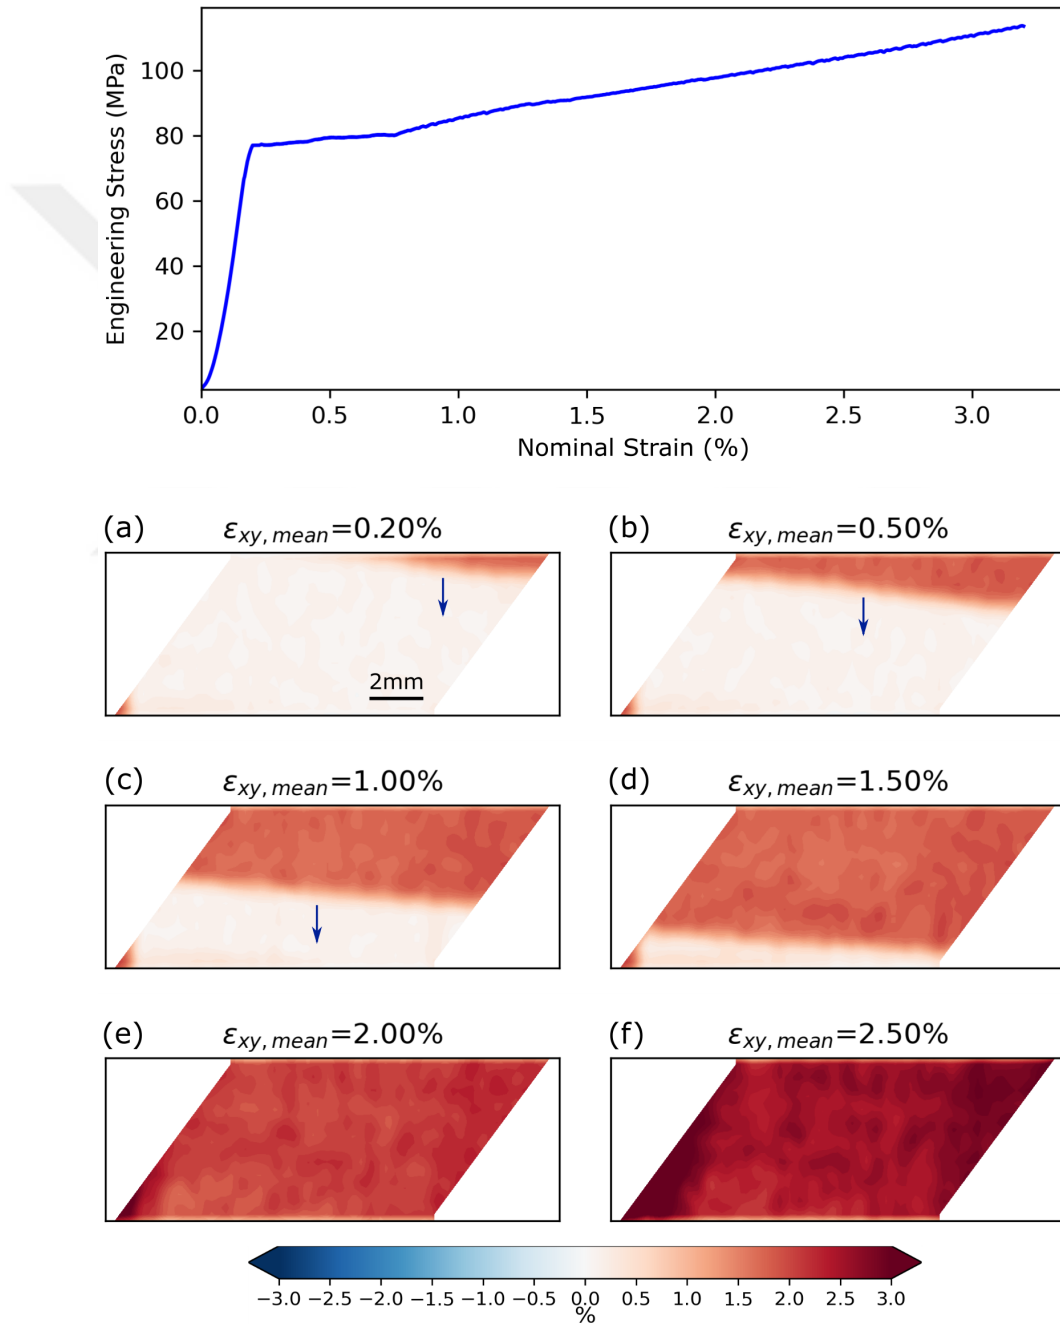 Engineering Stress (MPa)
100
80
60
40
20
0.0 0.5 1.0 1.5 2.0 2.5 3.0
Nominal Strain (%)
(a) εxy, mean=0.20% (b) εxy, mean=0.50%
2mm
(c) εxy, mean=1.00% (d) εxy, mean=1.50%
(e) εxy, mean=2.00% (f) εxy, mean=2.50%
−3.0 −2.5 −2.0 −1.5 −1.0 −0.5 0.0 0.5 1.0 1.5 2.0 2.5 3.0
%